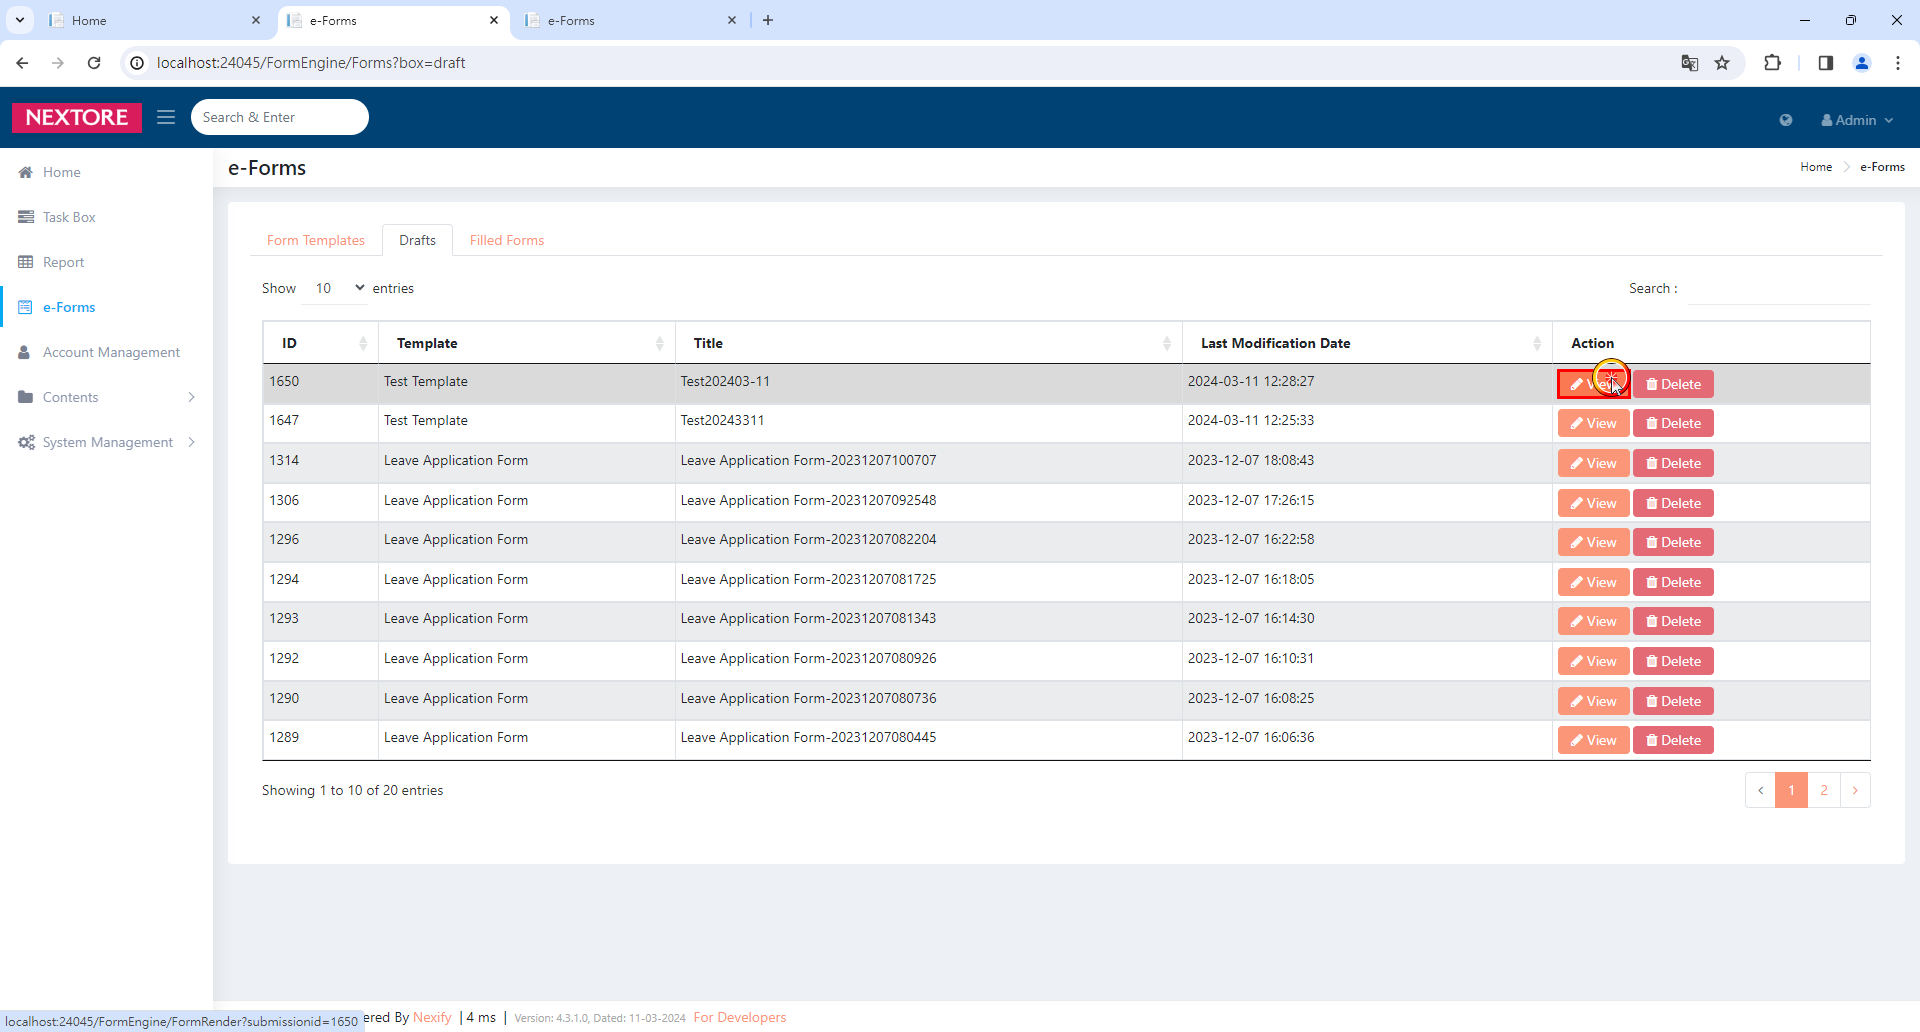 Home
e-Forms
e-Forms
localhost:24045/FormEngine/Forms?box=draft
NEXTORE
Search & Enter
Admin
Home
Task Box
Report
e-Forms
Account Management
Contents
System Management
e-Forms
Home e-Forms
Form Templates Drafts Filled Forms
Show 10 entries
Search :
ID Template Title Last Modification Date Action
1650 Test Template Test202403-11 2024-03-11 12:28:27 Delete
1647 Test Template Test20243311 2024-03-11 12:25:33 View Delete
1314 Leave Application Form Leave Application Form-20231207100707 2023-12-07 18:08:43 View Delete
1306 Leave Application Form Leave Application Form-20231207092548 2023-12-07 17:26:15 View Delete
1296 Leave Application Form Leave Application Form-20231207082204 2023-12-07 16:22:58 View Delete
1294 Leave Application Form Leave Application Form-20231207081725 2023-12-07 16:18:05 View Delete
1293 Leave Application Form Leave Application Form-20231207081343 2023-12-07 16:14:30 View Delete
1292 Leave Application Form Leave Application Form-20231207080926 2023-12-07 16:10:31 View Delete
1290 Leave Application Form Leave Application Form-20231207080736 2023-12-07 16:08:25 View Delete
1289 Leave Application Form Leave Application Form-20231207080445 2023-12-07 16:06:36 View Delete
Showing 1 to 10 of 20 entries
< 1 2 >
ered By Nexify | 4 ms | Version: 4.3.1.0, Dated: 11-03-2024 For Developers
localhost:24045/FormEngine/FormRender?submissionid=1650